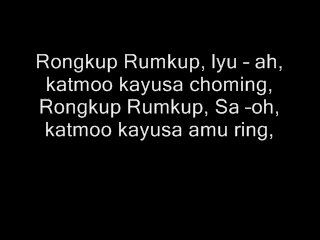 Rongkup Rumkup, Iyu – ah,
katmoo kayusa choming,
Rongkup Rumkup, Sa –oh,
katmoo kayusa amu ring,